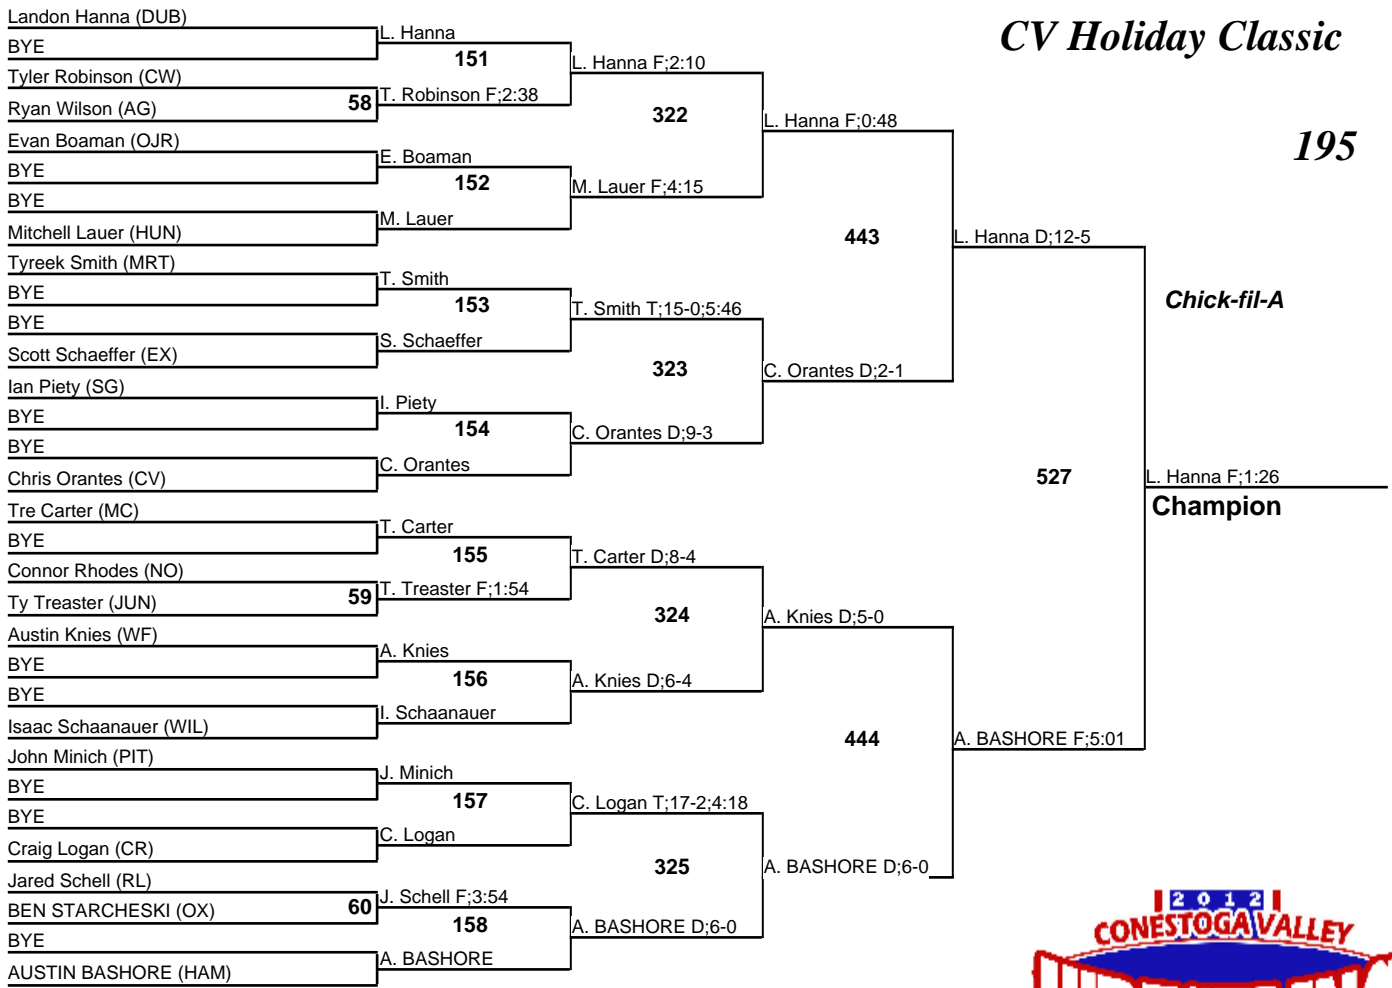 CV Holiday Classic
195
Chick-fil-A
Landon Hanna (DUB)
BYE
Tyler Robinson (CW)
Ryan Wilson (AG)
Evan Boaman (OJR)
BYE
BYE
Mitchell Lauer (HUN)
Tyreek Smith (MRT)
BYE
BYE
Scott Schaeffer (EX)
Ian Piety (SG)
BYE
BYE
Chris Orantes (CV)
Tre Carter (MC)
BYE
Connor Rhodes (NO)
Ty Treaster (JUN)
Austin Knies (WF)
BYE
BYE
Isaac Schaanauer (WIL)
John Minich (PIT)
BYE
BYE
Craig Logan (CR)
Jared Schell (RL)
BEN STARCHESKI (OX)
BYE
AUSTIN BASHORE (HAM)
58
59
60
L. Hanna
151
T. Robinson F;2:38
E. Boaman
152
M. Lauer
T. Smith
153
S. Schaeffer
I. Piety
154
C. Orantes
T. Carter
155
T. Treaster F;1:54
A. Knies
156
I. Schaanauer
J. Minich
157
C. Logan
J. Schell F;3:54
158
A. BASHORE
L. Hanna F;2:10
322
M. Lauer F;4:15
T. Smith T;15-0;5:46
323
C. Orantes D;9-3
T. Carter D;8-4
324
A. Knies D;6-4
C. Logan T;17-2;4:18
325
A. BASHORE D;6-0
L. Hanna F;0:48
443
C. Orantes D;2-1
A. Knies D;5-0
444
A. BASHORE D;6-0
L. Hanna D;12-5
527
A. BASHORE F;5:01
L. Hanna F;1:26
Champion
2012
CONESTOGA VALLEY